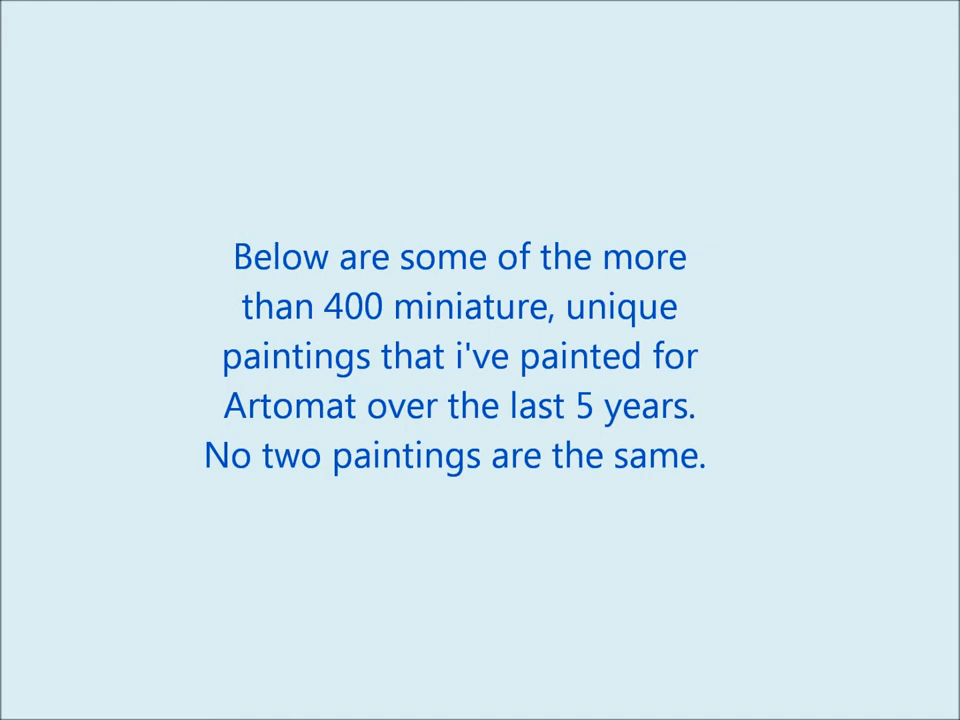 Below are some of the more
than 400 miniature, unique
paintings that i've painted for
Artomat over the last 5 years.
No two paintings are the same.